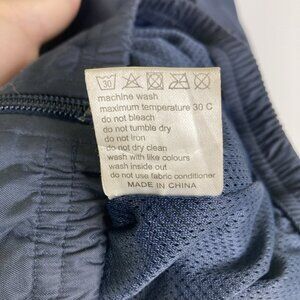 30
machine wash
maximum temperature 30 C
do not bleach
do not tumble dry
do not iron
do not dry clean
wash with like colours
wash inside out
do not use fabric conditioner
MADE IN CHINA